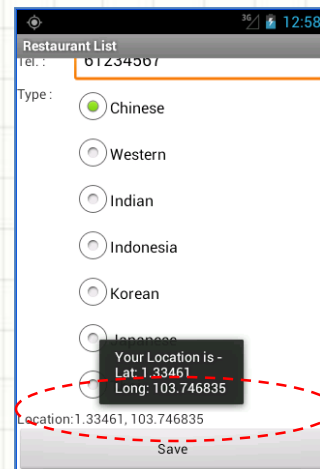 3G 12:58
Restaurant List
Tel. :
61234567
Type :
Chinese
Western
Indian
Indonesia
Korean
Japanese
Your Location is -
Lat: 1.33461
Long: 103.746835
Location:1.33461, 103.746835
Save